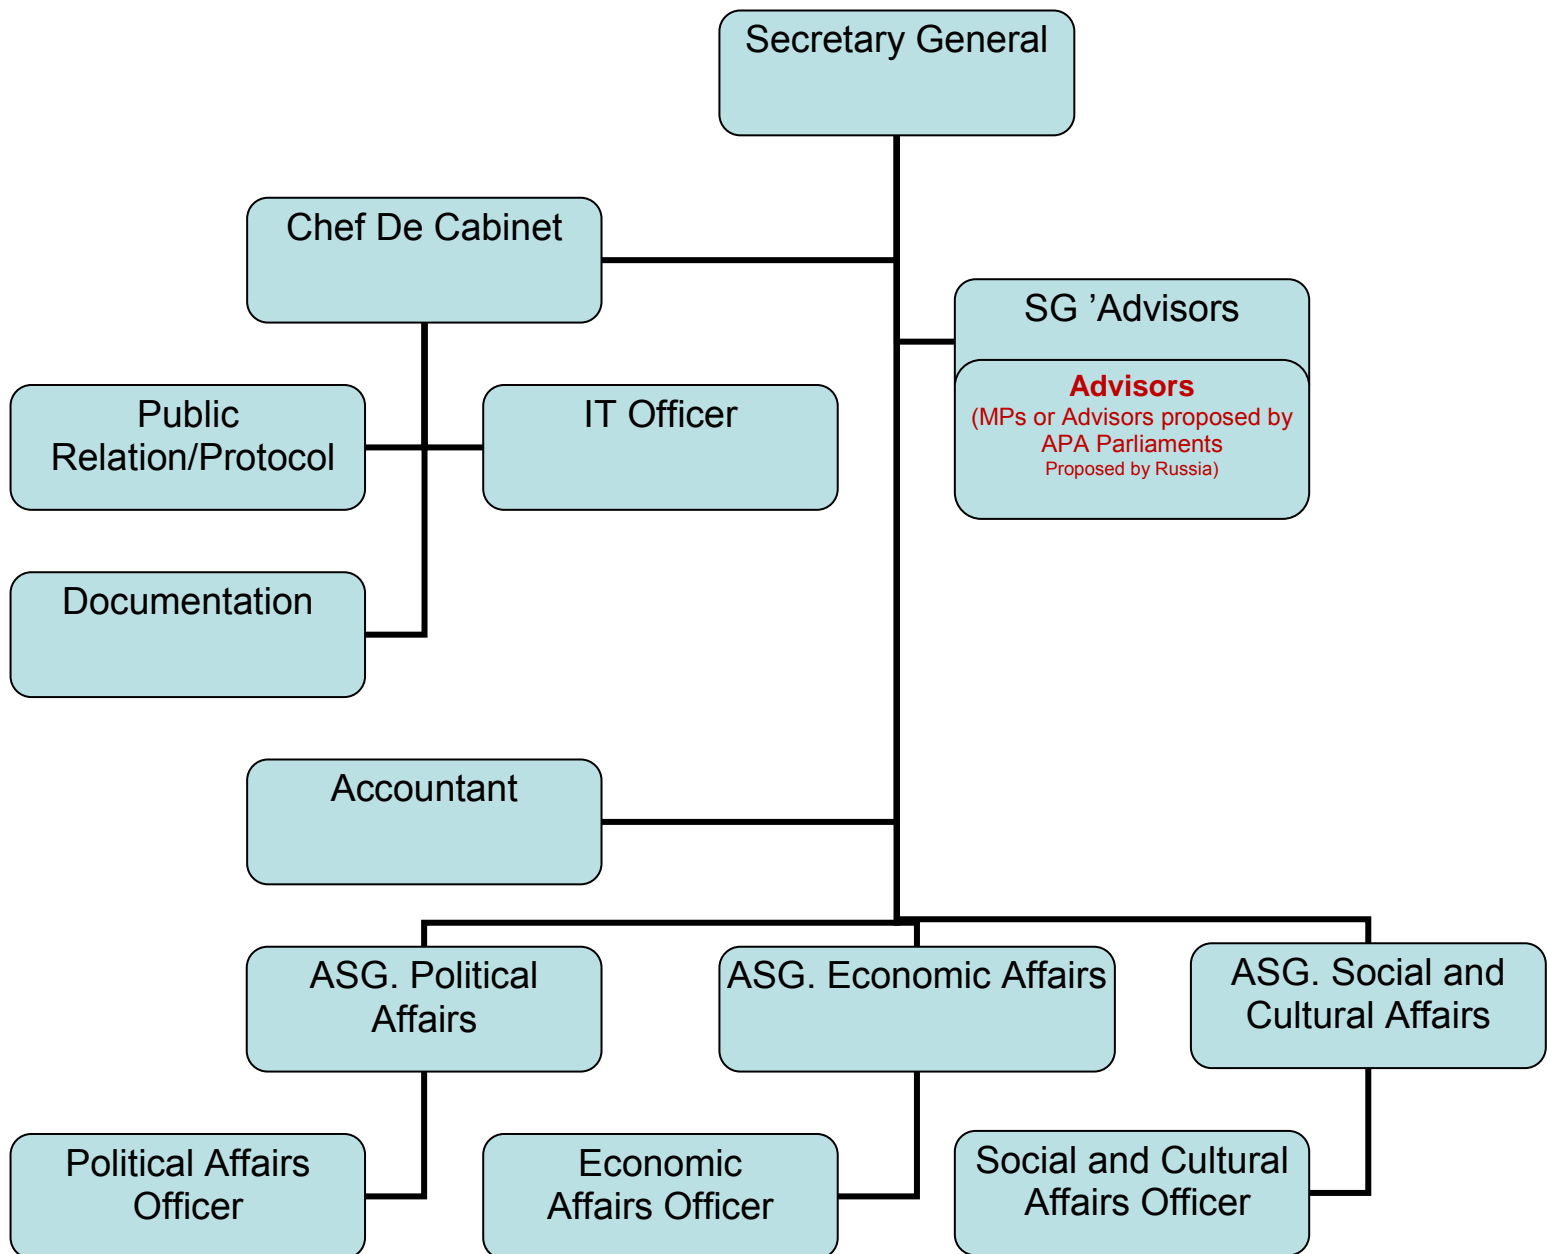 Secretary General
Chef De Cabinet
SG ’Advisors
Advisors
(MPs or Advisors proposed by
APA Parliaments
Proposed by Russia)
Public
Relation/Protocol
IT Officer
Documentation
Accountant
ASG. Political
Affairs
ASG. Economic Affairs
ASG. Social and
Cultural Affairs
Political Affairs
Officer
Economic
Affairs Officer
Social and Cultural
Affairs Officer